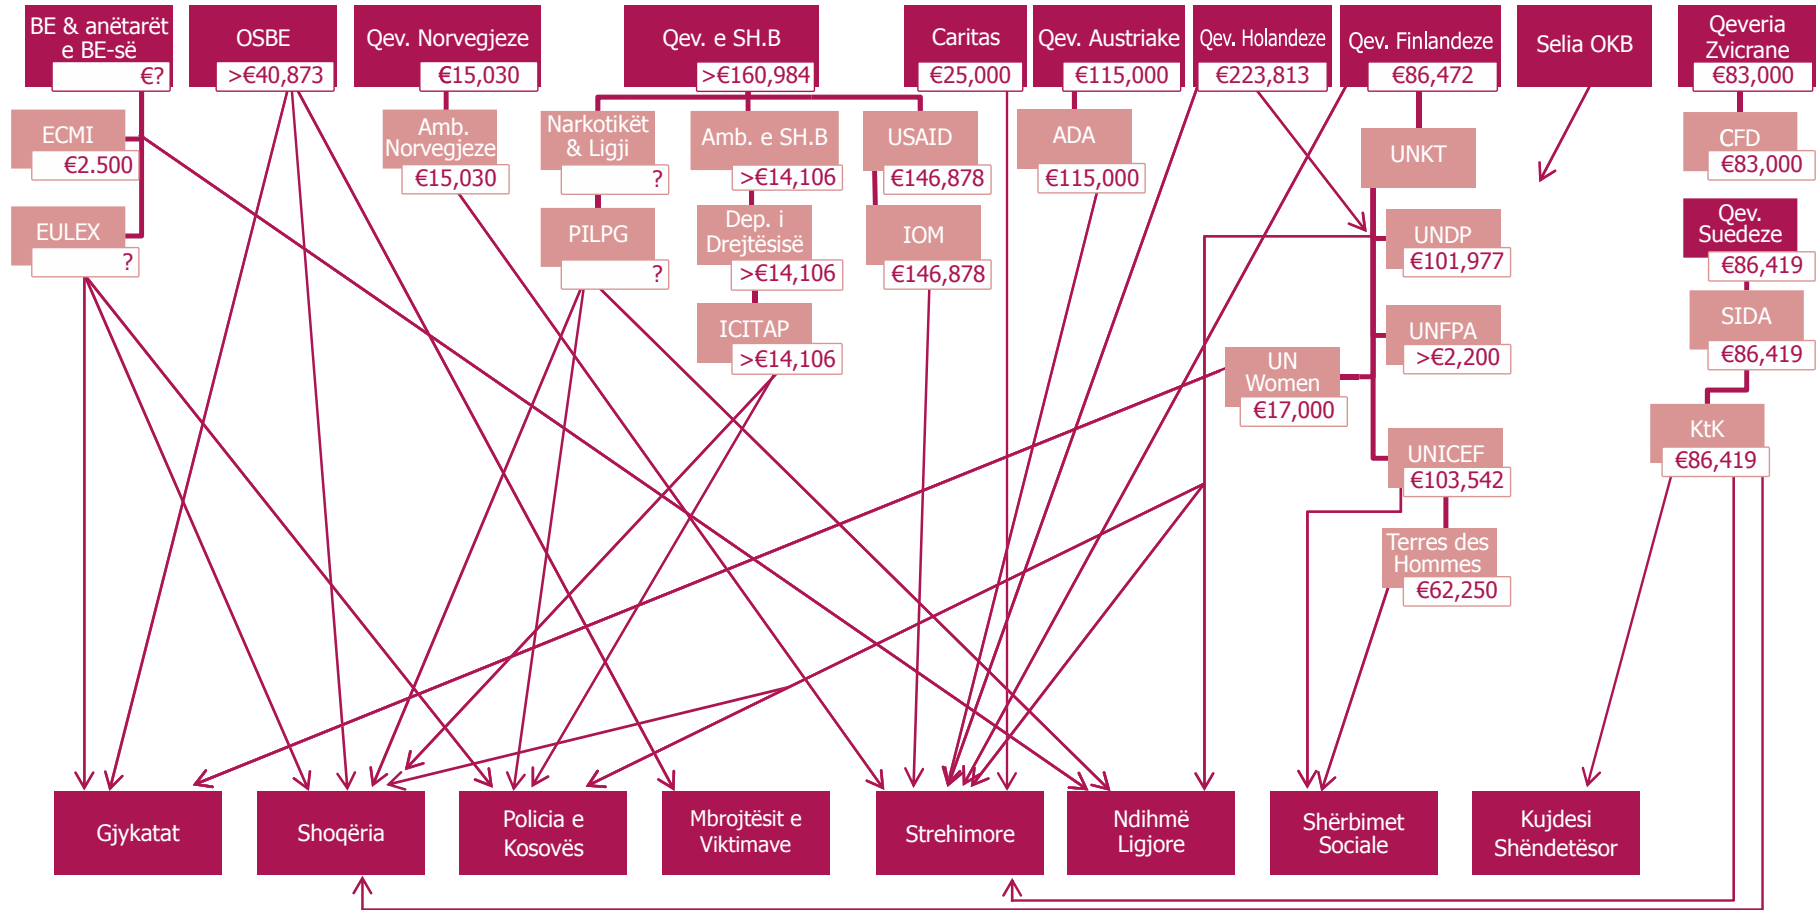 BE & anëtarët
e BE-së
€?
OSBE
>€40,873
Qev. Norvegjeze
€15,030
Qev. e SH.B
>€160,984
Caritas
€25,000
Qev. Austriake
€115,000
Qev. Holandeze
€223,813
Qev. Finlandeze
€86,472
Selia OKB
Qeveria
Zvicrane
€83,000
ECMI
€2.500
Amb.
Norvegjeze
€15,030
Narkotikët
& Ligji
?
Amb. e SH.B
>€14,106
USAID
€146,878
ADA
€115,000
UNKT
CFD
€83,000
EULEX
?
PILPG
?
Dep. i
Drejtësisë
>€14,106
IOM
€146,878
UNDP
€101,977
Qev.
Suedeze
€86,419
ICITAP
>€14,106
UNFPA
>€2,200
SIDA
€86,419
UN
Women
€17,000
UNICEF
€103,542
KtK
€86,419
Terres des
Hommes
€62,250
Gjykatat
Shoqëria
Policia e
Kosovës
Mbrojtësit e
Viktimave
Strehimore
Ndihmë
Ligjore
Shërbimet
Sociale
Kujdesi
Shëndetësor